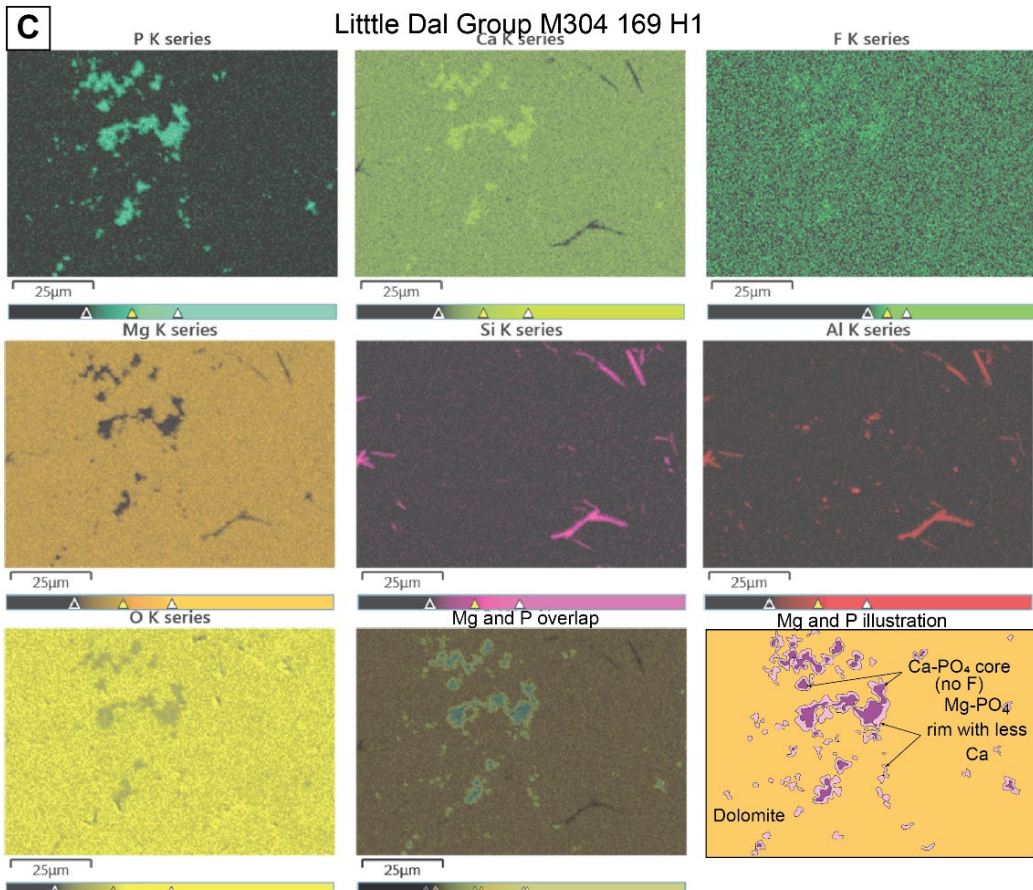 C
Litttle Dal Group M304 169 H1
P K series
Ca K series
F K series
25μm
25μm
25μm
Mg K series
Si K series
Al K series
25μm
25μm
25μm
O K series
Mg and P overlap
Mg and P illustration
Ca-PO₄ core
(no F)
Mg-PO₄
rim with less
Ca
Dolomite
25μm
25μm